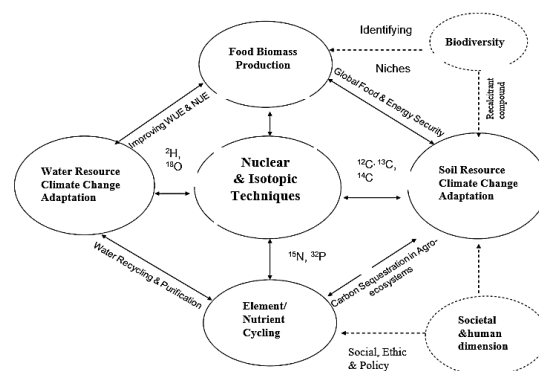 Identifying
Niches
Biodiversity
Food Biomass
Production
Recalcitrant
compound
Improving WUE & NUE
Global Food & Energy Security
²H,
¹⁸O
Nuclear
& Isotopic
Techniques
¹²C, ¹³C,
¹⁴C
Water Resource
Climate Change
Adaptation
Soil Resource
Climate Change
Adaptation
¹⁵N, ³²P
Water Recycling & Purification
Carbon Sequestration in Agro-
ecosystems
Element/
Nutrient
Cycling
Societal
&human
dimension
Social, Ethic
& Policy